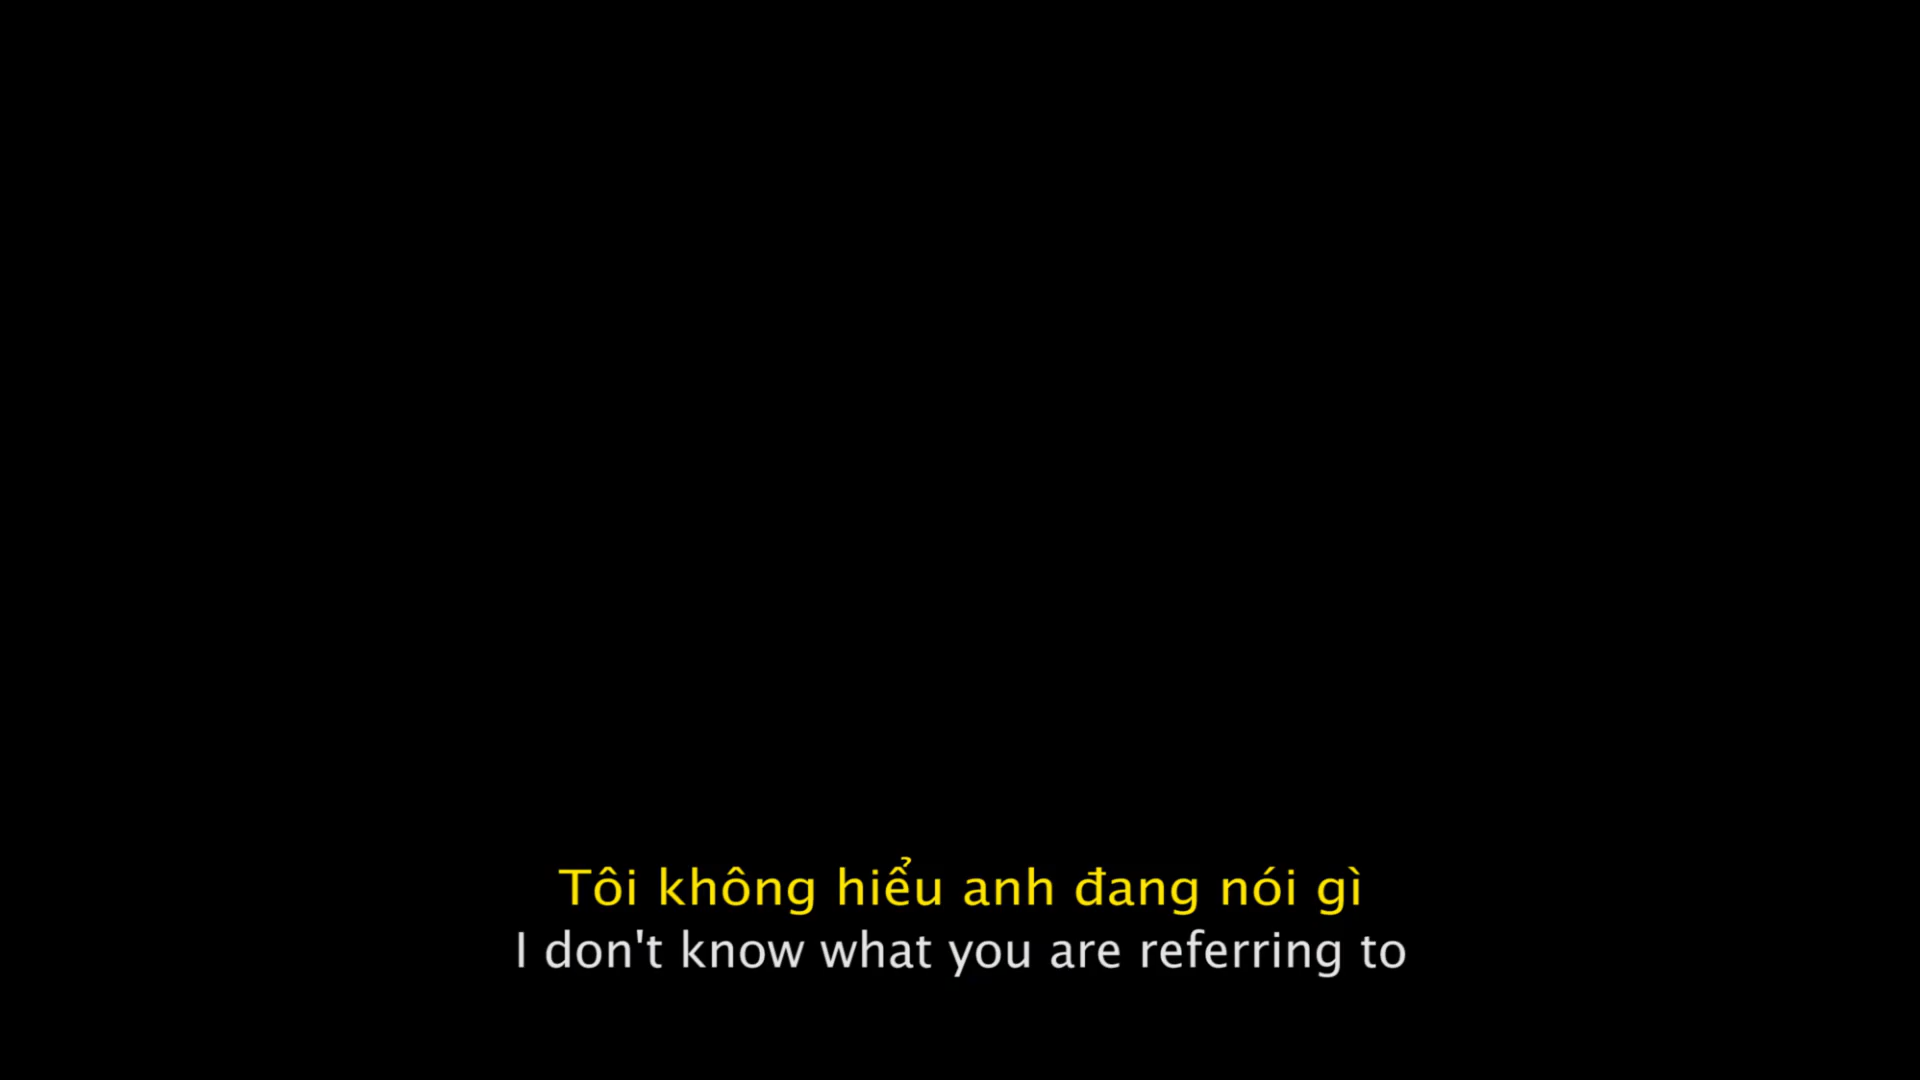 Tôi không hiểu anh đang nói gì
I don't know what you are referring to